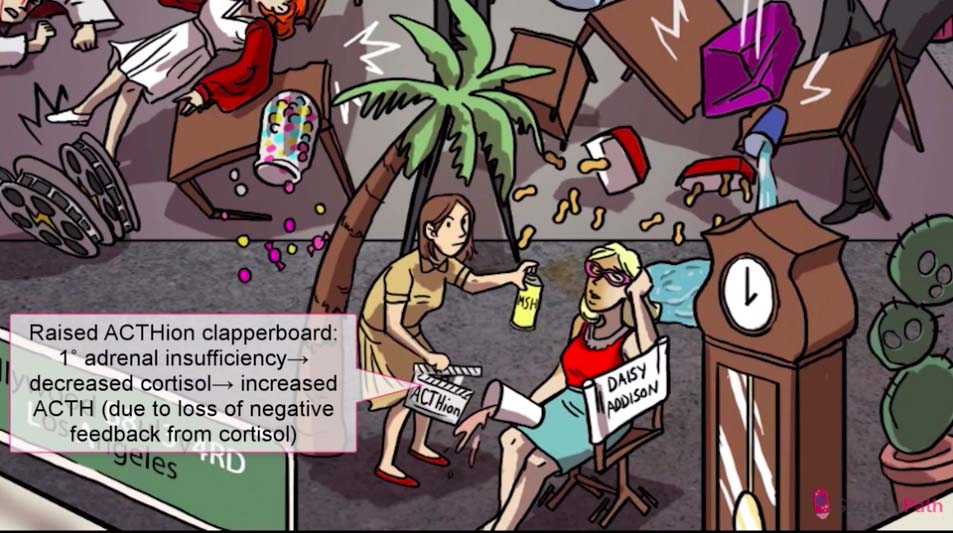 MSH
Raised ACTHion clapperboard:
1° adrenal insufficiency→
decreased cortisol→ increased
ACTH (due to loss of negative
feedback from cortisol)
ACTHion
DAISY
ADDISON
Los Angeles
Path